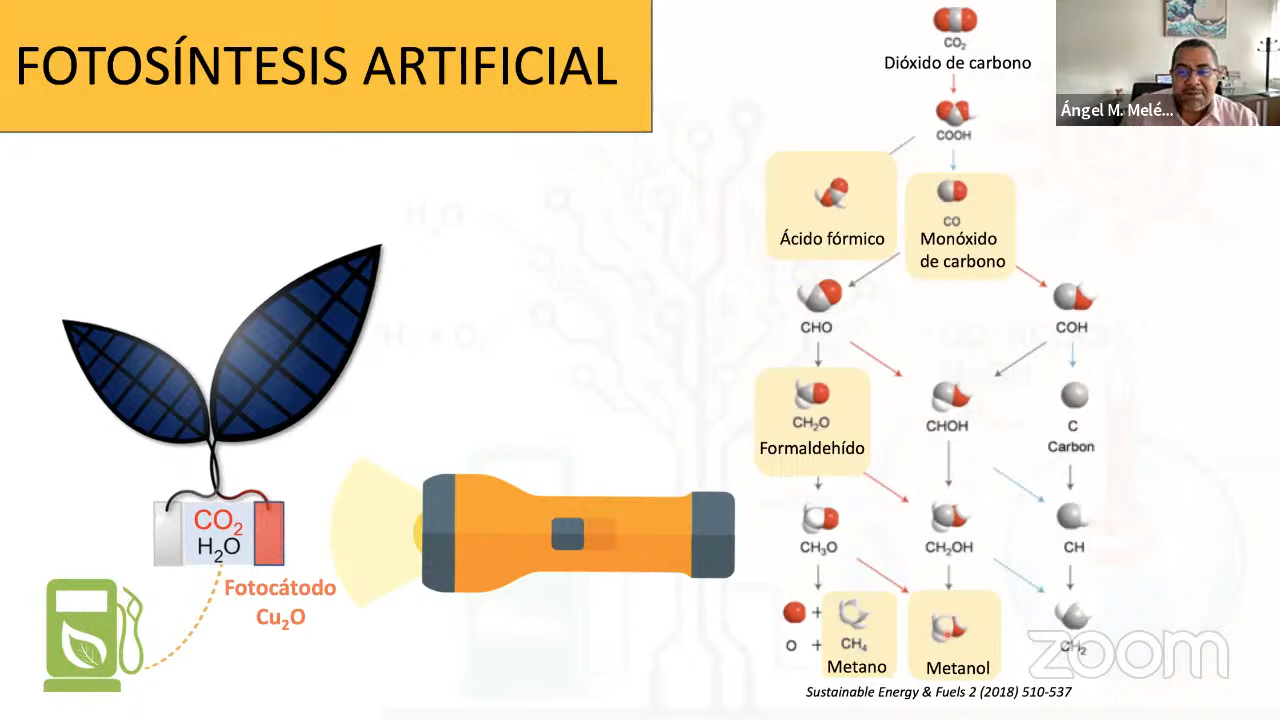 FOTOSÍNTESIS ARTIFICIAL
CO₂
Dióxido de carbono
Ángel M. Melé...
COOH
Ácido fórmico
CO
Monóxido
de carbono
CHO
COH
CH₂O
Formaldehído
CHOH
C
Carbon
CO₂
H₂O
Fotocátodo
Cu₂O
CH₃O
CH₂OH
CH
O + CH₄
Metano
Metanol
CH₂
zoom
Sustainable Energy & Fuels 2 (2018) 510-537